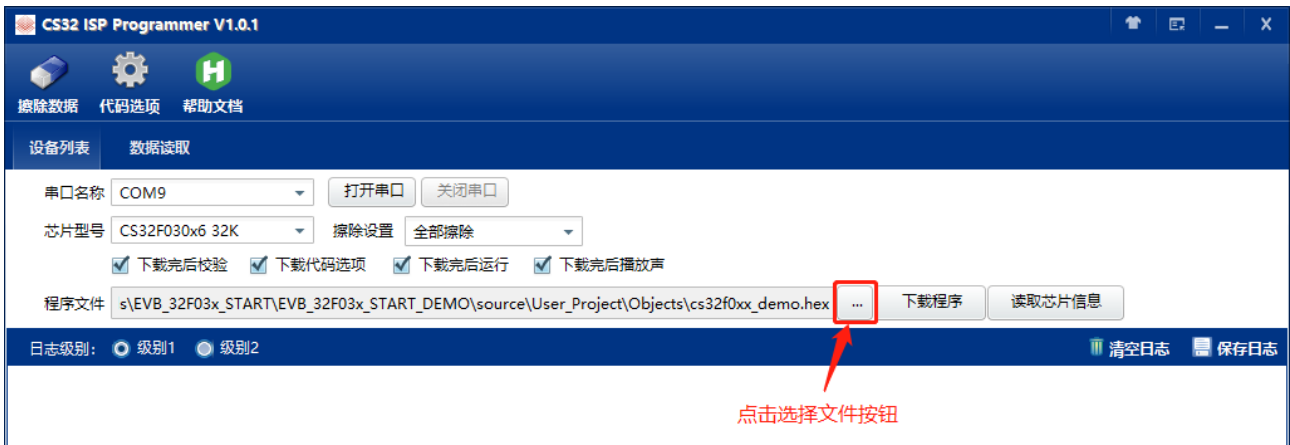 CS32 ISP Programmer V1.0.1
擦除数据 代码选项 帮助文档
设备列表 数据读取
串口名称 COM9 打开串口 关闭串口
芯片型号 CS32F030x6 32K 擦除设置 全部擦除
下载完后校验 下载代码选项 下载完后运行 下载完后播放声
程序文件 s\EVB_32F03x_START\EVB_32F03x_START_DEMO\source\User_Project\Objects\cs32f0xx_demo.hex ... 下载程序 读取芯片信息
日志级别： 级别1 级别2 清空日志 保存日志
点击选择文件按钮